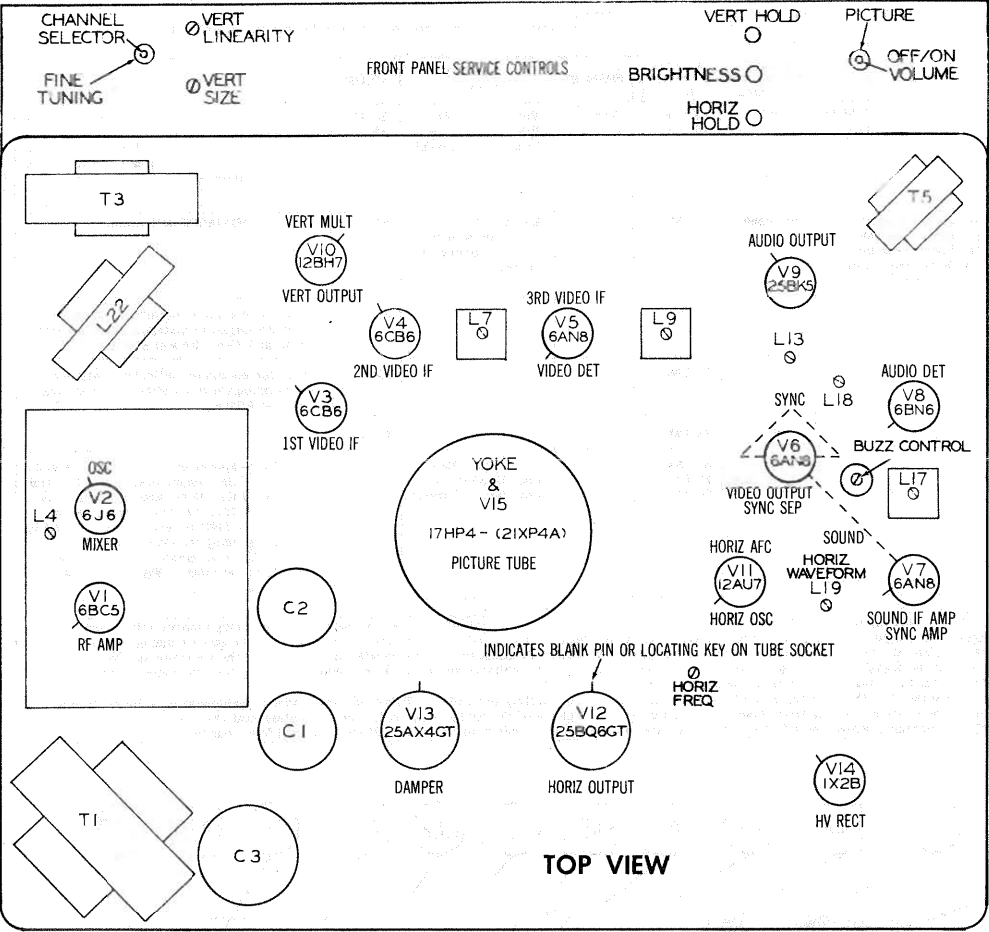 CHANNEL
SELECTOR
FINE
TUNING
VERT
LINEARITY
VERT
SIZE
FRONT PANEL SERVICE CONTROLS
VERT HOLD
BRIGHTNESS
HORIZ
HOLD
PICTURE
OFF/ON
VOLUME
T3
T5
L22
VERT MULT
V10
12BH7
VERT OUTPUT
V4
6CB6
2ND VIDEO IF
L7
3RD VIDEO IF
V5
6AN8
VIDEO DET
L9
AUDIO OUTPUT
V9
25BK5
L13
L18
AUDIO DET
V8
6BN6
V3
6CB6
1ST VIDEO IF
SYNC
V6
6AN8
VIDEO OUTPUT
SYNC SEP
BUZZ CONTROL
L17
OSC
V2
6J6
MIXER
L4
V1
6BC5
RF AMP
YOKE
&
V15
17HP4-(21XP4A)
PICTURE TUBE
SOUND
HORIZ AFC
V11
12AU7
HORIZ OSC
HORIZ
WAVEFORM
L19
V7
6AN8
SOUND IF AMP
SYNC AMP
C2
INDICATES BLANK PIN OR LOCATING KEY ON TUBE SOCKET
HORIZ
FREQ
C1
V13
25AX4GT
DAMPER
V12
25BQ6GT
HORIZ OUTPUT
V14
1X2B
HV RECT
T1
C3
TOP VIEW